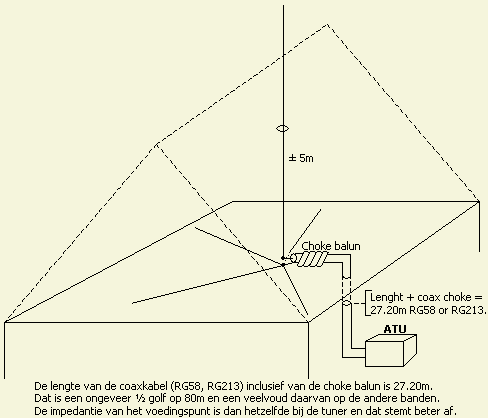 ± 5m
Choke balun
Lenght + coax choke =
27.20m RG58 or RG213.
ATU
De lengte van de coaxkabel (RG58, RG213) inclusief van de choke balun is 27.20m.
Dat is een ongeveer ½ golf op 80m en een veelvoud daarvan op de andere banden.
De impedantie van het voedingspunt is dan hetzelfde bij de tuner en dat stemt beter af.